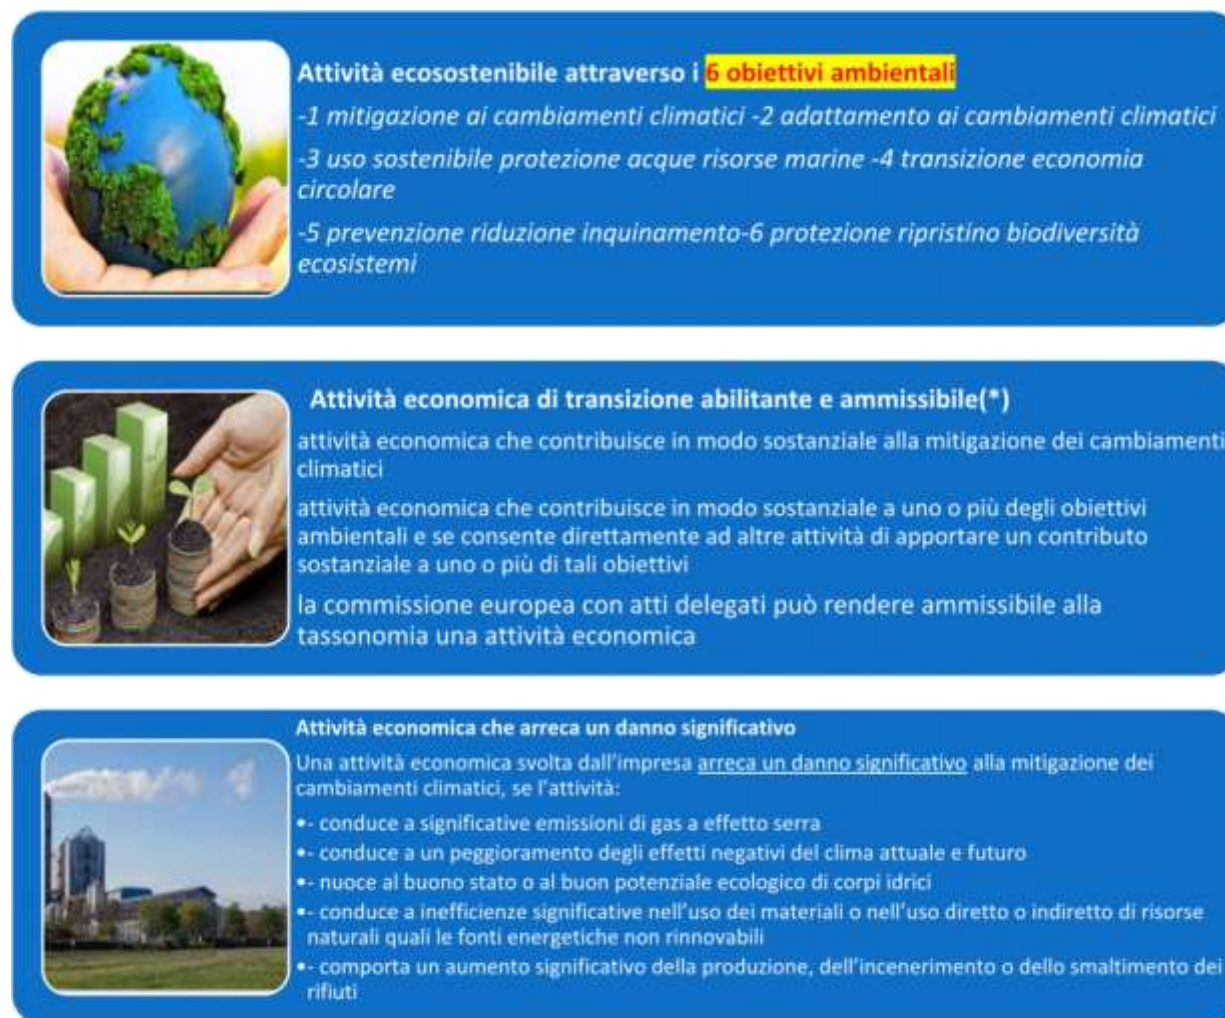 Attività ecosostenibile attraverso i 6 obiettivi ambientali
-1 mitigazione ai cambiamenti climatici -2 adattamento ai cambiamenti climatici
-3 uso sostenibile protezione acque risorse marine -4 transizione economia
circolare
-5 prevenzione riduzione inquinamento-6 protezione ripristino biodiversità
ecosistemi
Attività economica di transizione abilitante e ammissibile(*)
attività economica che contribuisce in modo sostanziale alla mitigazione dei cambiamenti
climatici
attività economica che contribuisce in modo sostanziale a uno o più degli obiettivi
ambientali e se consente direttamente ad altre attività di apportare un contributo
sostanziale a uno o più di tali obiettivi
la commissione europea con atti delegati può rendere ammissibile alla
tassonomia una attività economica
Attività economica che arreca un danno significativo
Una attività economica svolta dall'impresa arreca un danno significativo alla mitigazione dei
cambiamenti climatici, se l'attività:
•- conduce a significative emissioni di gas a effetto serra
•- conduce a un peggioramento degli effetti negativi del clima attuale e futuro
•- nuoce al buono stato o al buon potenziale ecologico di corpi idrici
•- conduce a inefficienze significative nell'uso dei materiali o nell'uso diretto o indiretto di risorse
naturali quali le fonti energetiche non rinnovabili
•- comporta un aumento significativo della produzione, dell'incenerimento o dello smaltimento dei
rifiuti